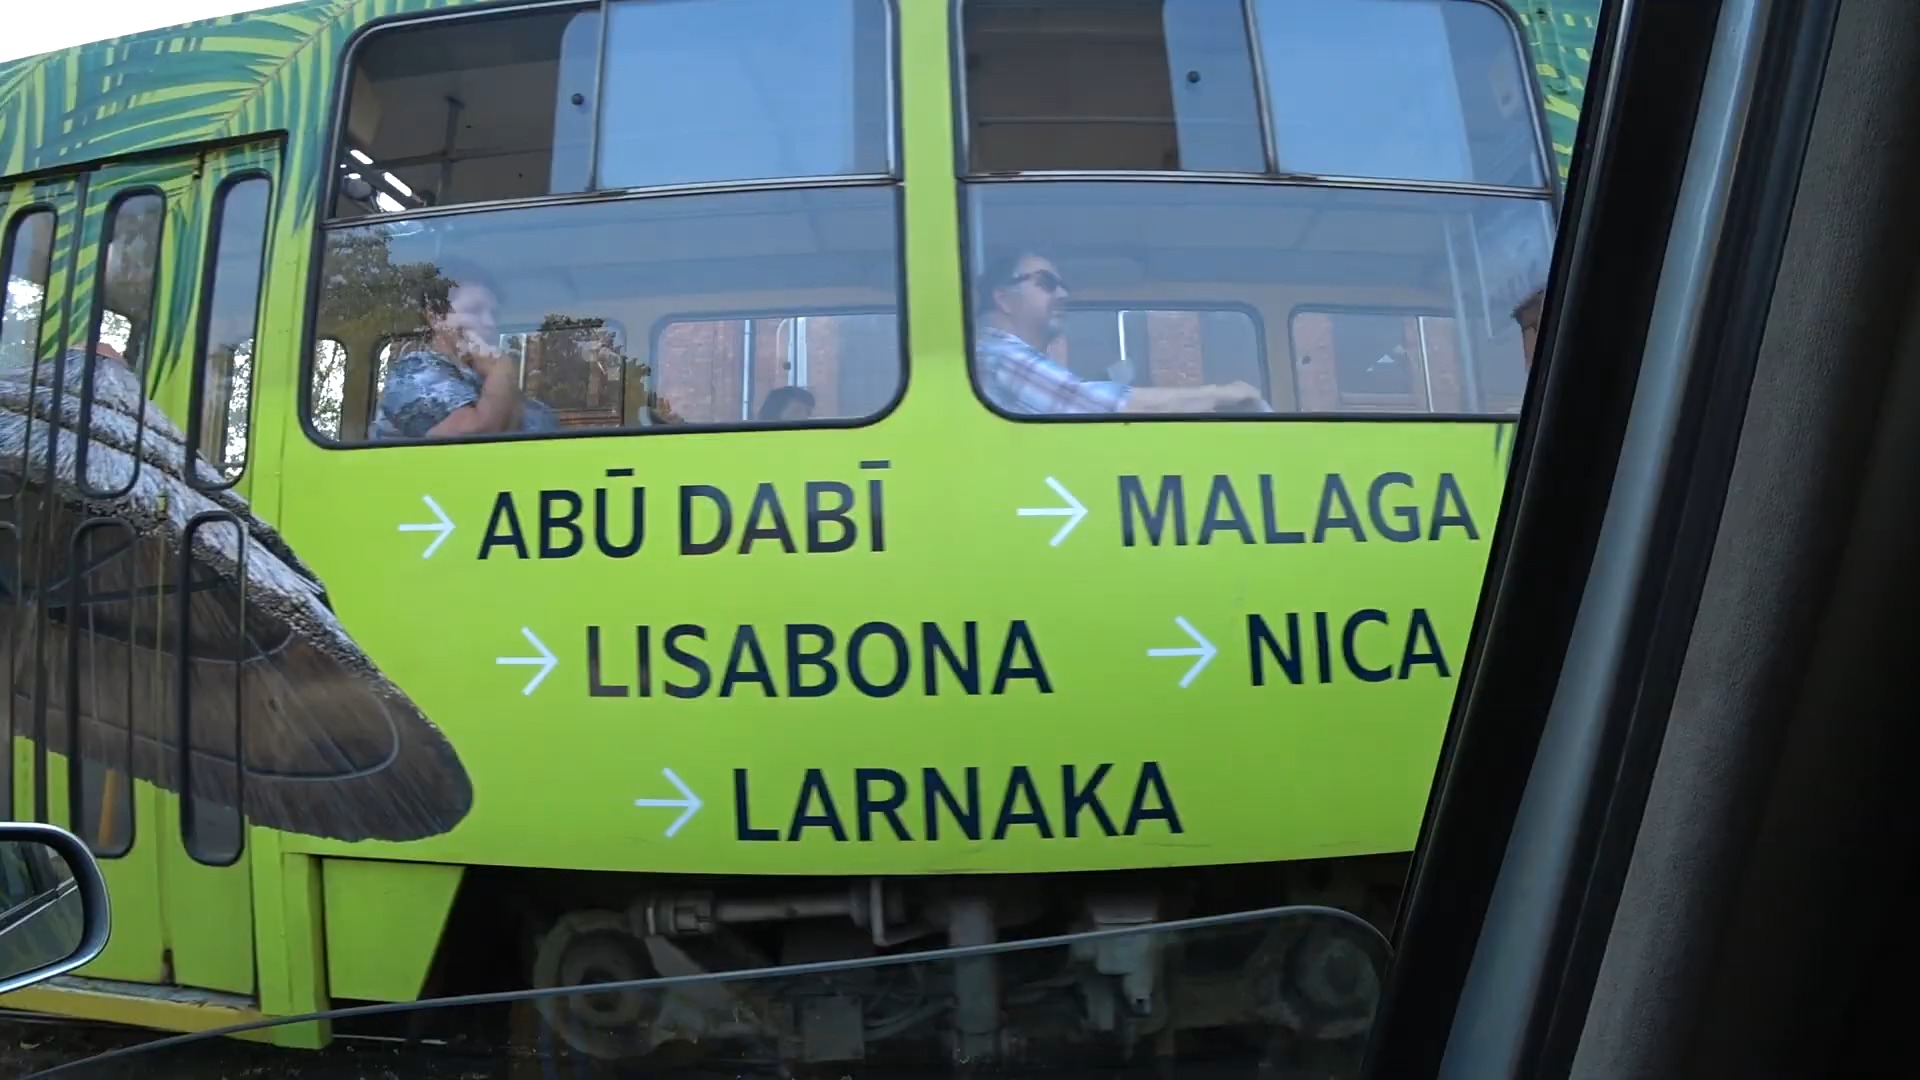 → ABŪ DABĪ → MALAGA
→ LISABONA → NICA
→ LARNAKA